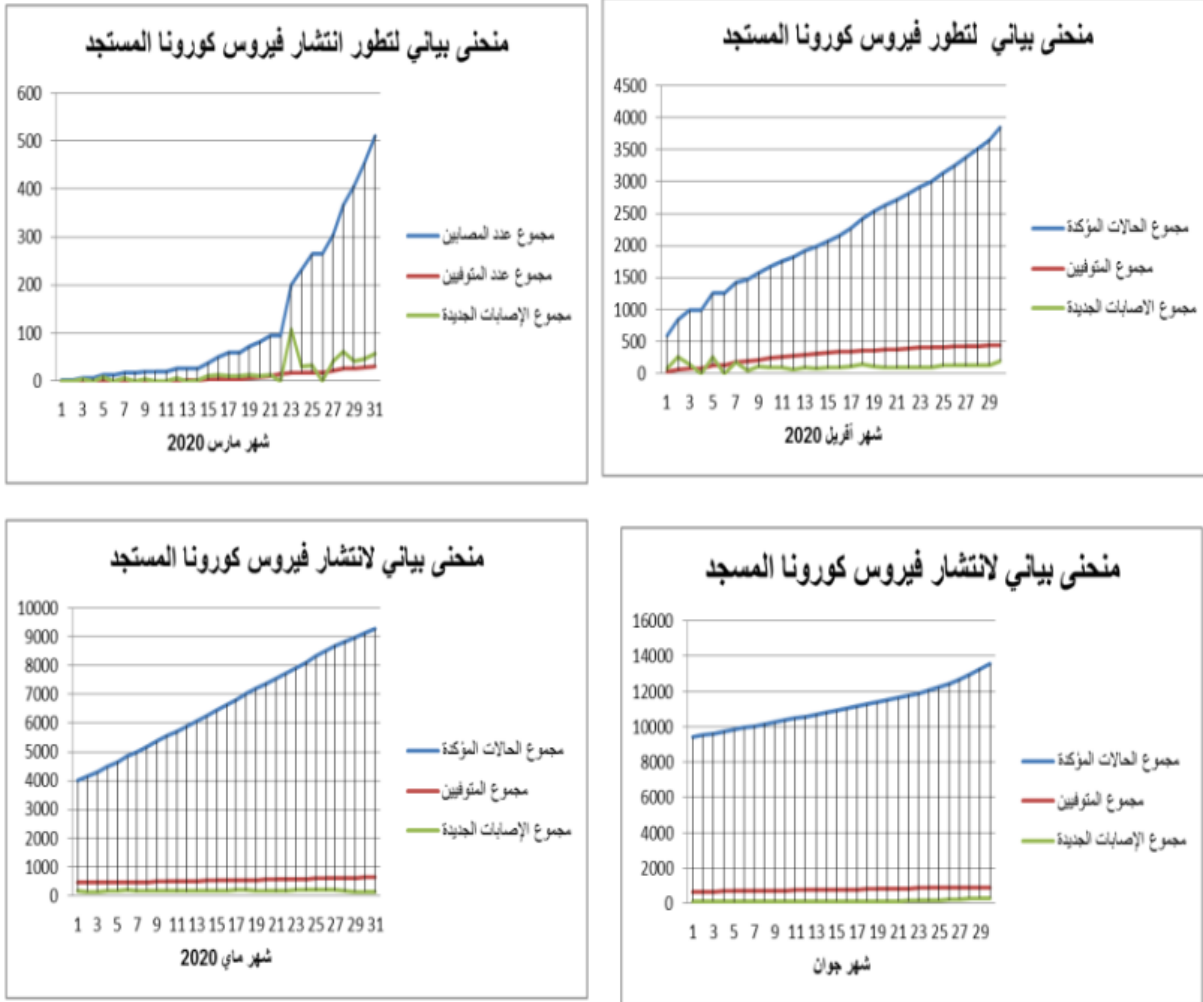 منحنى بياني لتطور انتشار فيروس كورونا المستجد
600
500
400
300
200
100
0
1 3 5 7 9 11 13 15 17 19 21 23 25 27 29 31
شهر مارس 2020
مجموع عدد المصابين
مجموع عدد المتوفيين
مجموع الإصابات الجديدة
منحنى بياني لتطور فيروس كورونا المستجد
4500
4000
3500
3000
2500
2000
1500
1000
500
0
1 3 5 7 9 11 13 15 17 19 21 23 25 27 29
شهر أفريل 2020
مجموع الحالات المؤكدة
مجموع المتوفيين
مجموع الاصابات الجديدة
منحنى بياني لانتشار فيروس كورونا المستجد
10000
9000
8000
7000
6000
5000
4000
3000
2000
1000
0
1 3 5 7 9 11 13 15 17 19 21 23 25 27 29 31
شهر ماي 2020
مجموع الحالات المؤكدة
مجموع المتوفيين
مجموع الإصابات الجديدة
منحنى بياني لانتشار فيروس كورونا المسجد
16000
14000
12000
10000
8000
6000
4000
2000
0
1 3 5 7 9 11 13 15 17 19 21 23 25 27 29
شهر جوان
مجموع الحالات المؤكدة
مجموع المتوفيين
مجموع الإصابات الجديدة